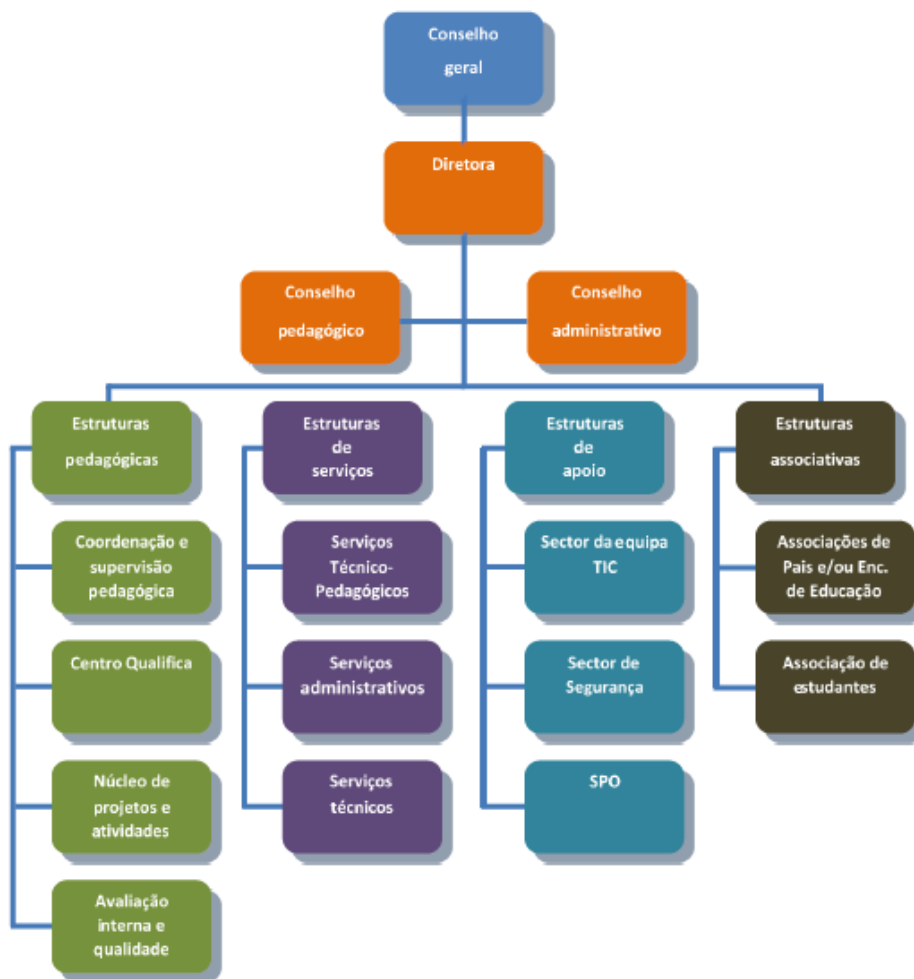 Conselho
geral
Diretora
Conselho
pedagógico
Conselho
administrativo
Estruturas
pedagógicas
Coordenação e
supervisão
pedagógica
Centro Qualifica
Núcleo de
projetos e
atividades
Avaliação
interna e
qualidade
Estruturas
de
serviços
Serviços
Técnico-
Pedagógicos
Serviços
administrativos
Serviços
técnicos
Estruturas
de
apoio
Sector da equipa
TIC
Sector de
Segurança
SPO
Estruturas
associativas
Associações de
Pais e/ou Enc.
de Educação
Associação de
estudantes